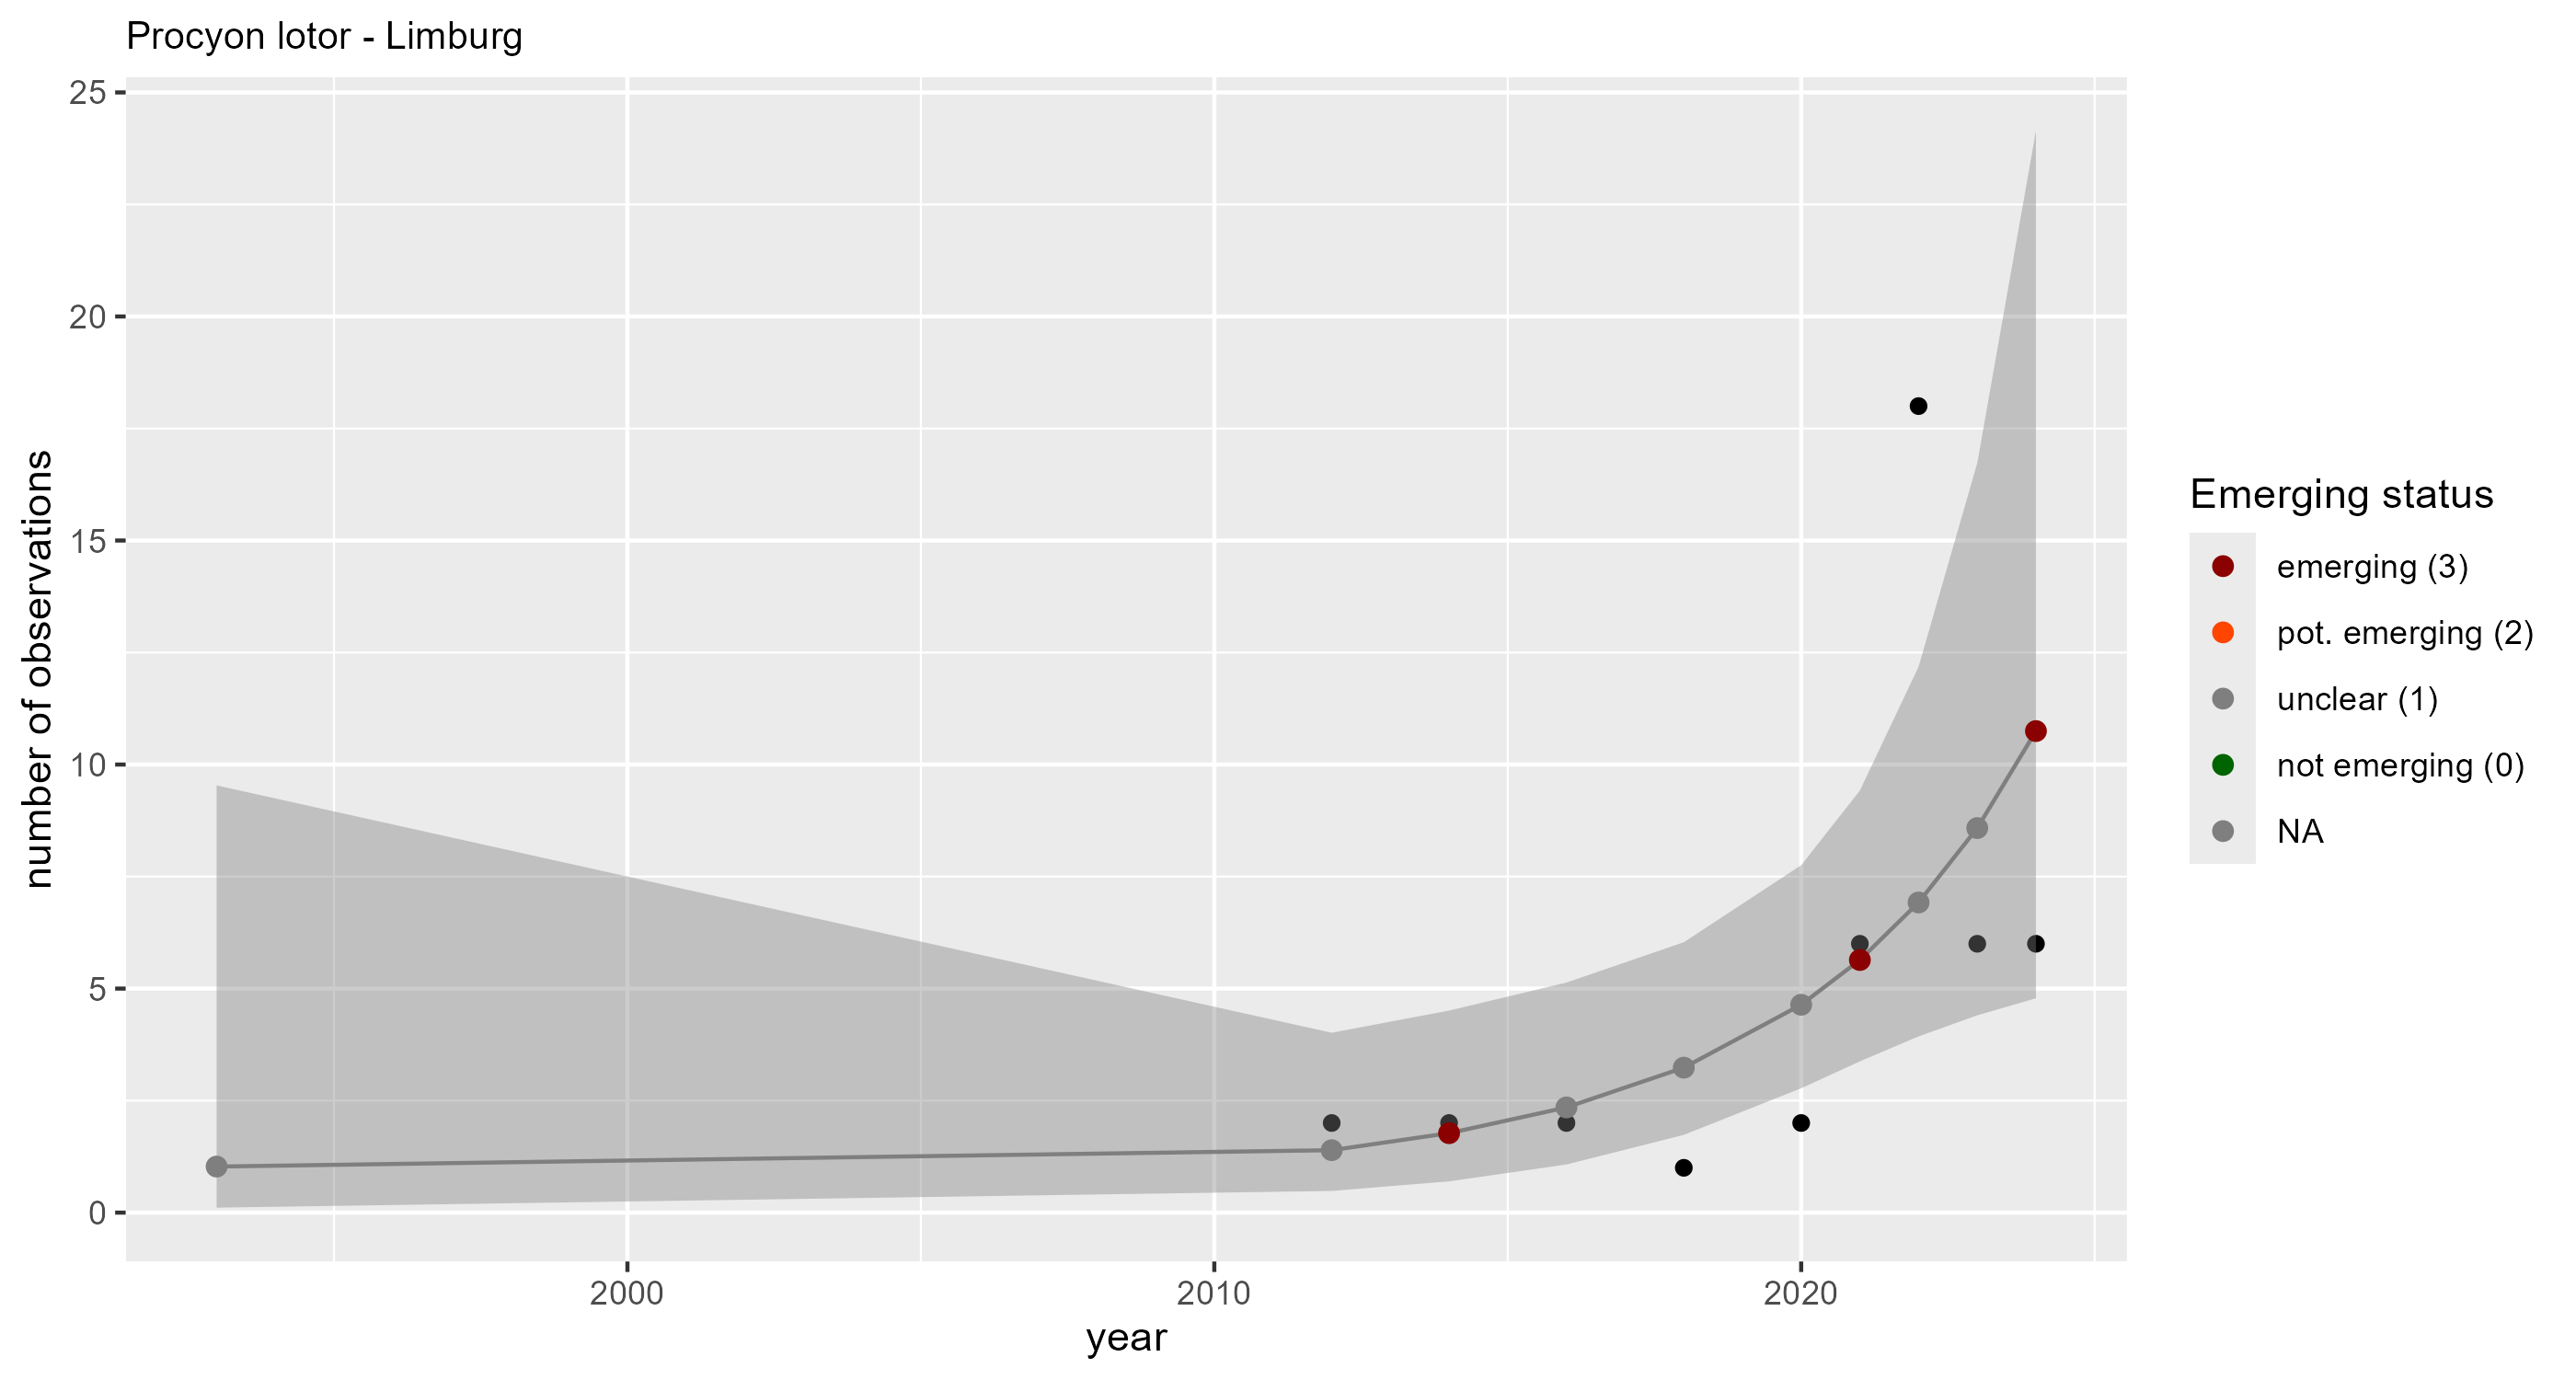 Procyon lotor - Limburg
25
20
15
10
5
0
number of observations
2000
2010
2020
year
Emerging status
emerging (3)
pot. emerging (2)
unclear (1)
not emerging (0)
NA